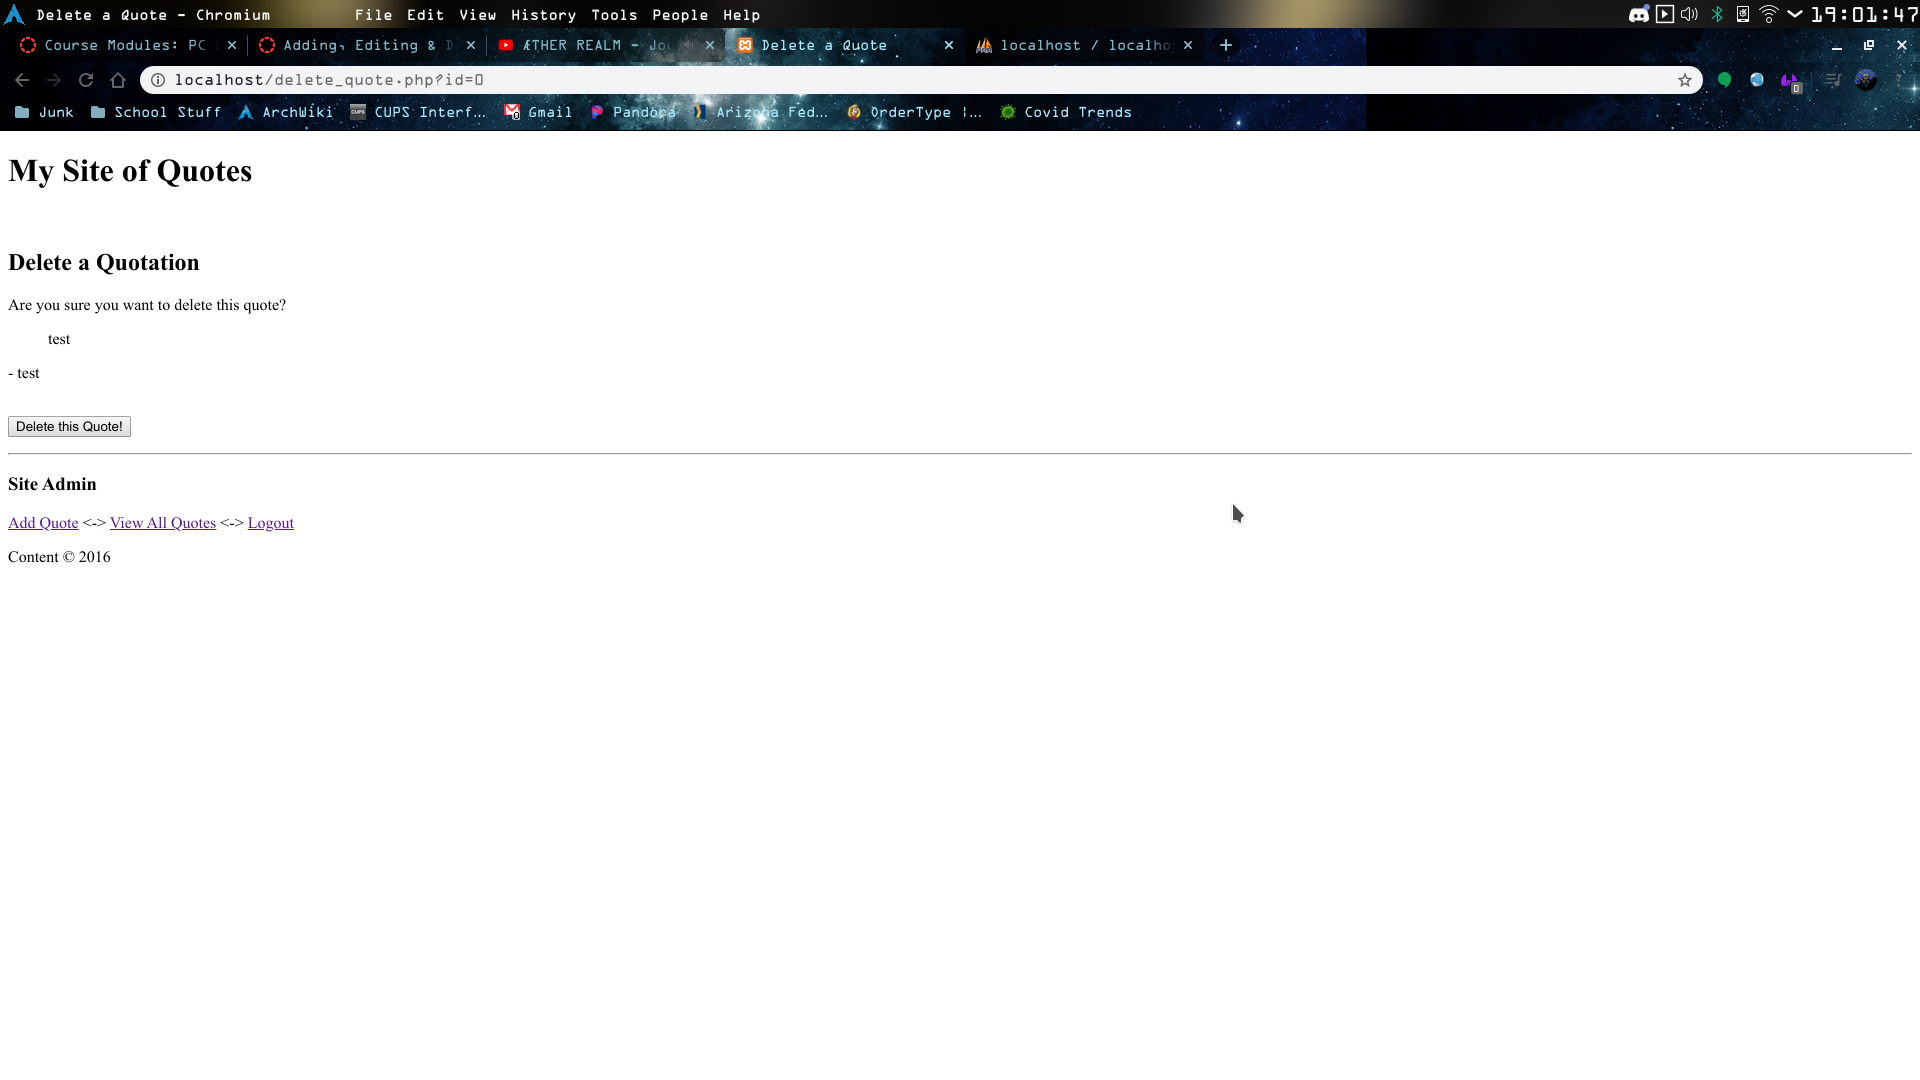 Delete a Quote - Chromium File Edit View History Tools People Help 19:01:47
Course Modules: PC Adding, Editing & D ÆTHER REALM - Jou Delete a Quote localhost / localho
localhost/delete_quote.php?id=0
Junk School Stuff ArchWiki CUPS Interf... Gmail Pandora Arizona Fed... OrderType |... Covid Trends
My Site of Quotes
Delete a Quotation
Are you sure you want to delete this quote?
test
- test
Delete this Quote!
Site Admin
Add Quote <-> View All Quotes <-> Logout
Content © 2016